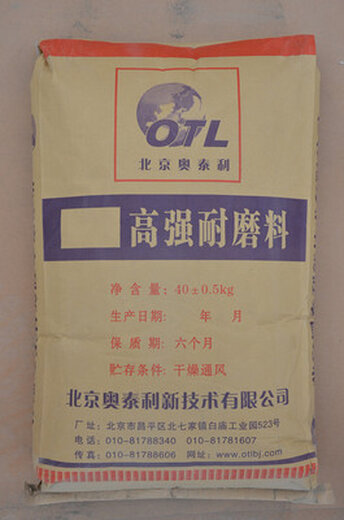 OTL
北京奥泰利
高强耐磨料
净含量: 40±0.5kg
生产日期: 年 月
保质期: 六个月
贮存条件: 干燥通风
北京奥泰利新技术有限公司
厂址: 北京市昌平区北七家镇白庙工业园523号
电话: 010-81788340 010-81781607
传真: 010-81788606 网址: www.otlbj.com